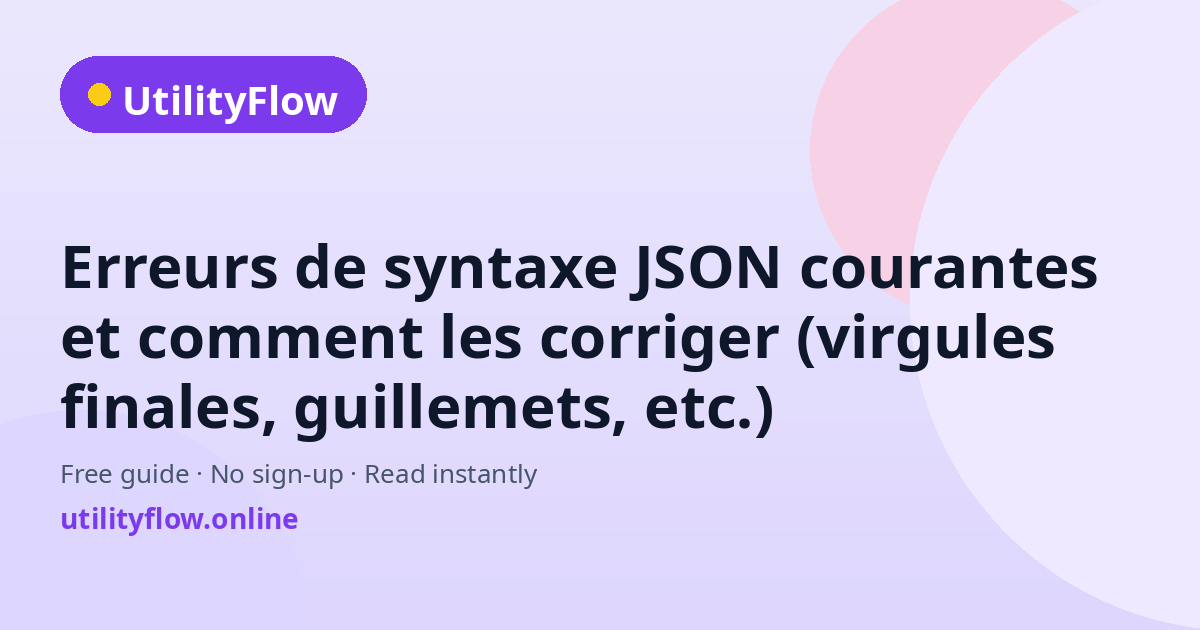 UtilityFlow
Erreurs de syntaxe JSON courantes
et comment les corriger (virgules
finales, guillemets, etc.)
Free guide · No sign-up · Read instantly
utilityflow.online